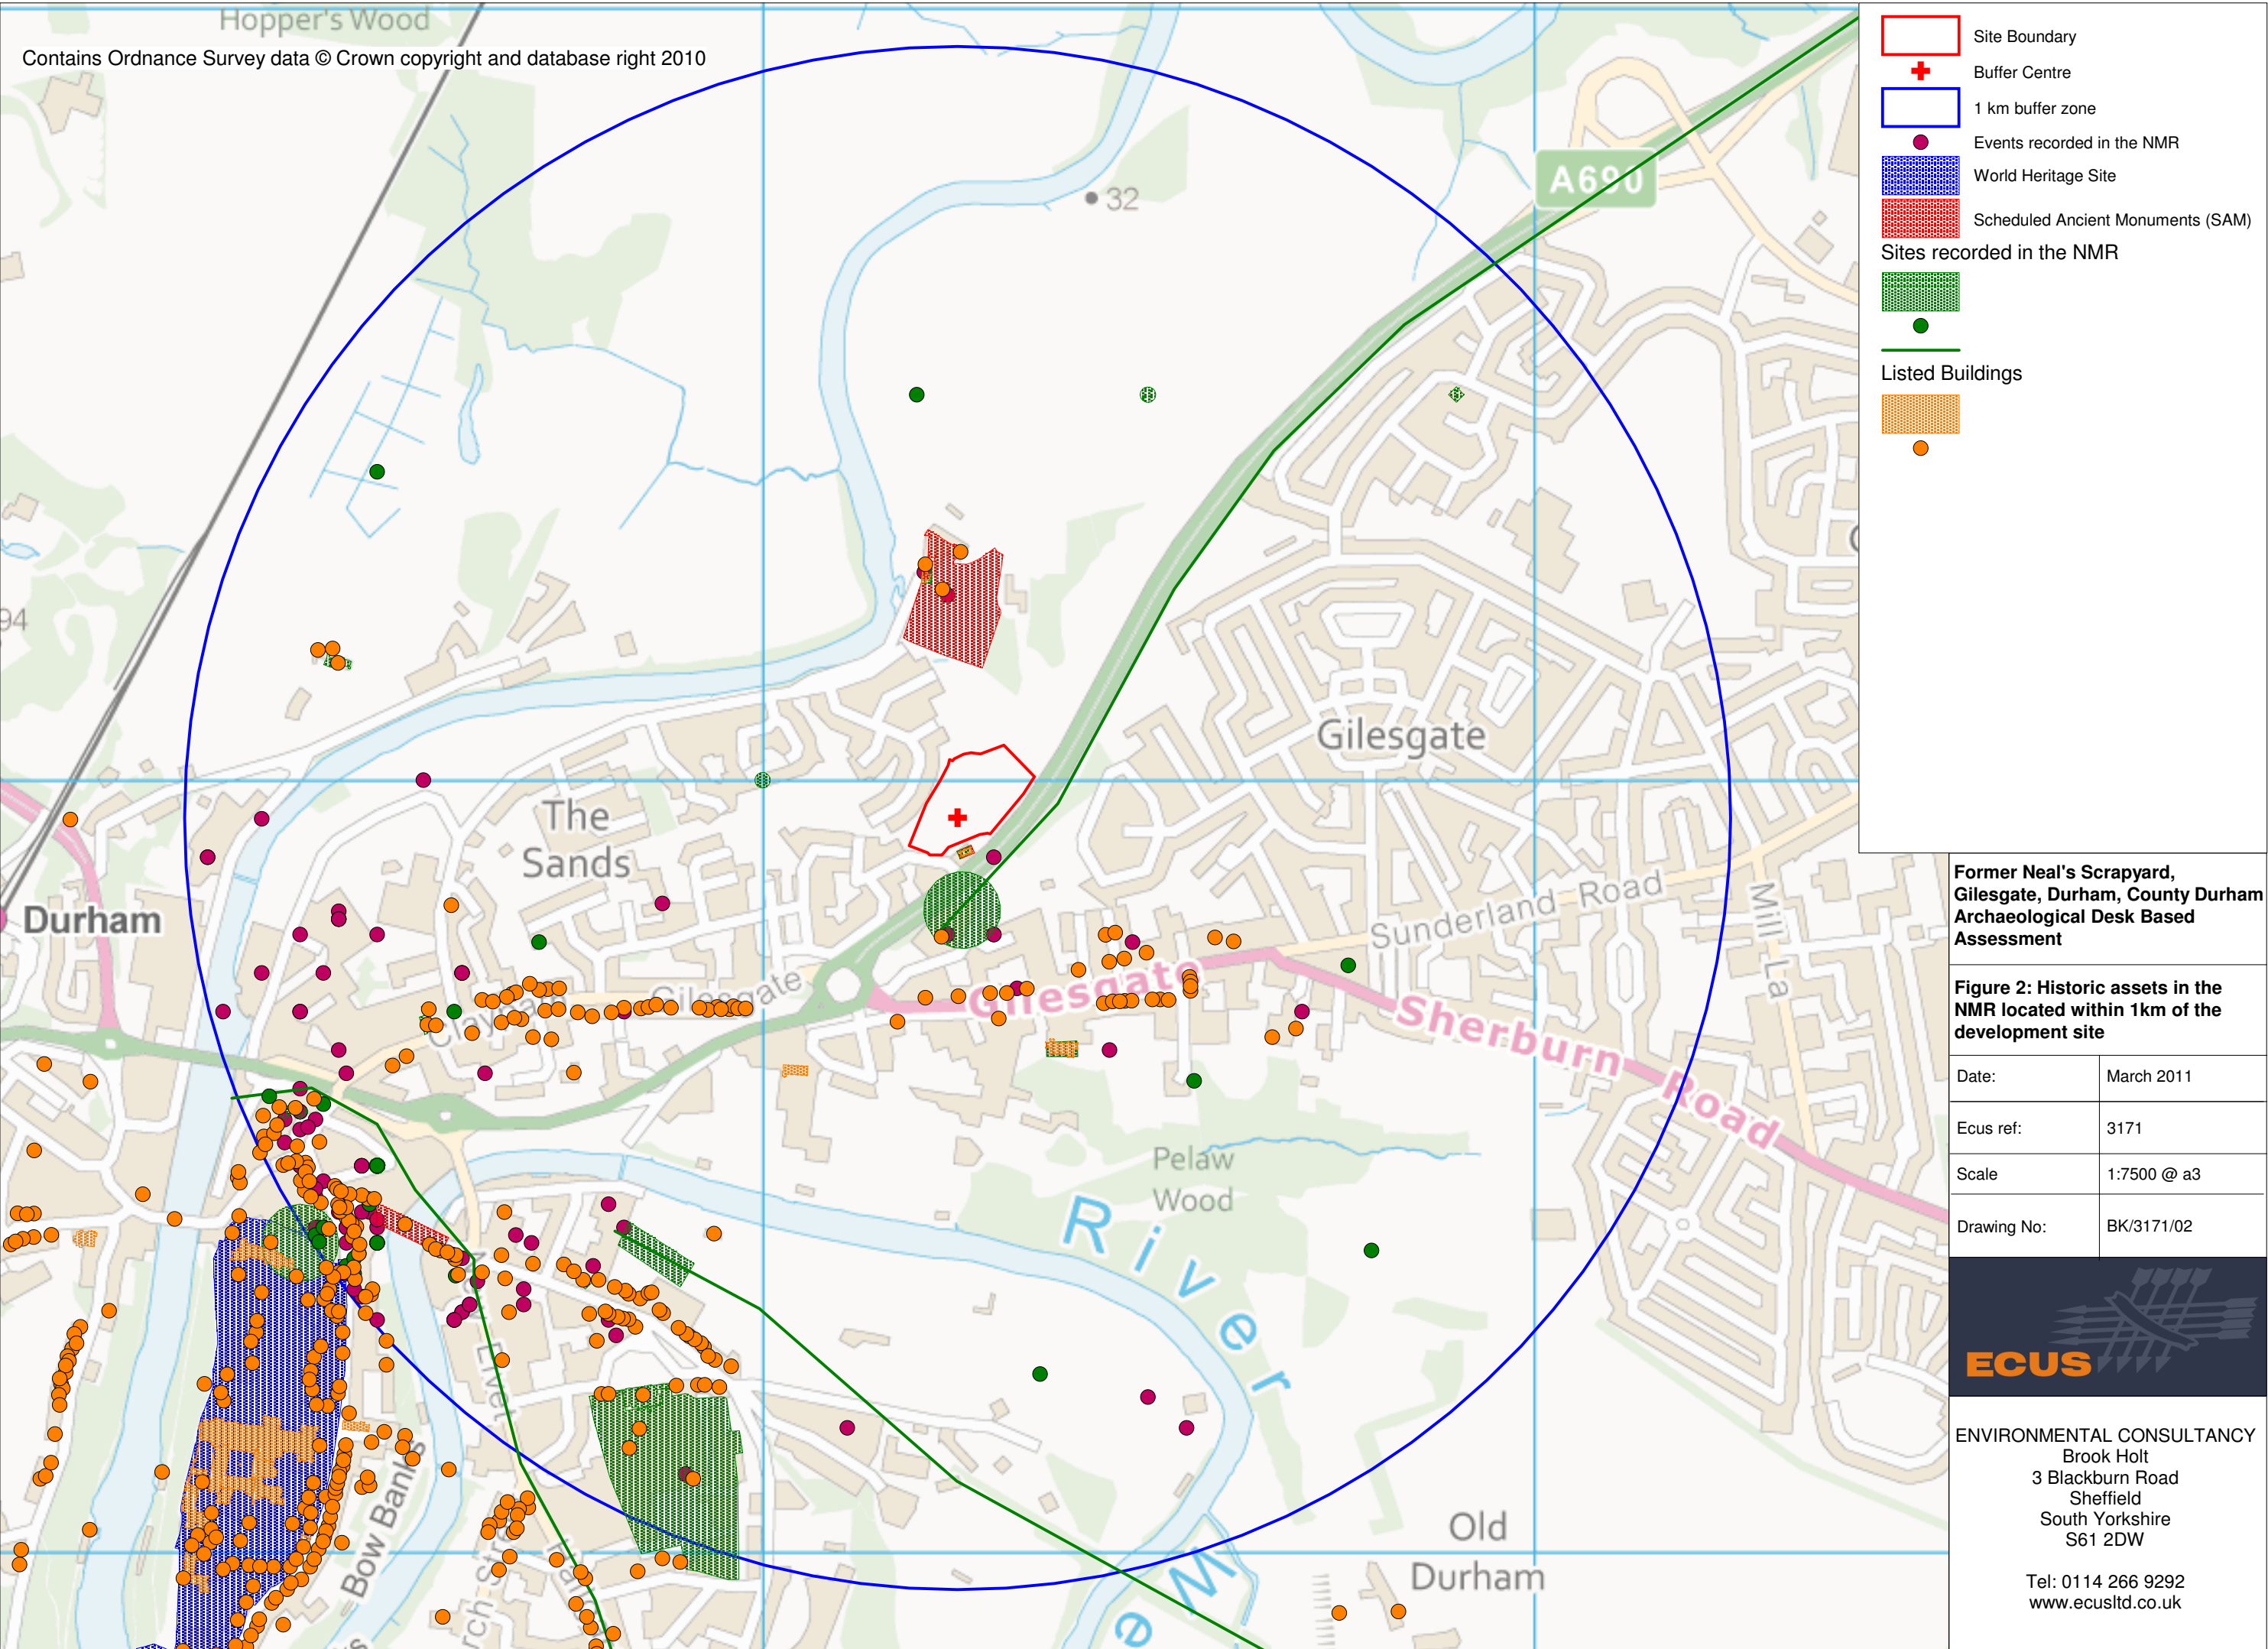 Hopper's Wood
Contains Ordnance Survey data © Crown copyright and database right 2010
32
A690
94
Gilesgate
The
Sands
Durham
Sunderland Road
Mill La
Claypath
Gilesgate
Gilesgate
Sherburn Road
Pelaw
Wood
River
Elvet
Bow Banks
Old
Durham
We
Site Boundary
Buffer Centre
1 km buffer zone
Events recorded in the NMR
World Heritage Site
Scheduled Ancient Monuments (SAM)
Sites recorded in the NMR
Listed Buildings
Former Neal's Scrapyard,
Gilesgate, Durham, County Durham
Archaeological Desk Based
Assessment
Figure 2: Historic assets in the
NMR located within 1km of the
development site
Date: March 2011
Ecus ref: 3171
Scale 1:7500 @ a3
Drawing No: BK/3171/02
ECUS
ENVIRONMENTAL CONSULTANCY
Brook Holt
3 Blackburn Road
Sheffield
South Yorkshire
S61 2DW
Tel: 0114 266 9292
www.ecusltd.co.uk